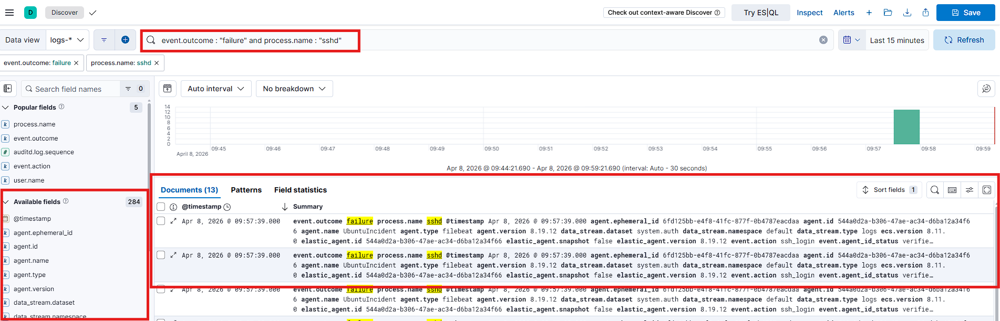 D Discover Check out context-aware Discover Try ES|QL Inspect Alerts Save
Data view logs-* event.outcome : "failure" and process.name : "sshd" Last 15 minutes Refresh
event.outcome: failure process.name: sshd
Search field names 0 Auto interval No breakdown
Popular fields 5
process.name
event.outcome
auditd.log.sequence
event.action
user.name
Available fields 284
@timestamp
agent.ephemeral_id
agent.id
agent.name
agent.type
agent.version
data_stream.dataset
data_stream.namespace
14
12
10
8
6
4
2
0
09:45 09:46 09:47 09:48 09:49 09:50 09:51 09:52 09:53 09:54 09:55 09:56 09:57 09:58 09:59
April 8, 2026
Apr 8, 2026 @ 09:44:21.690 - Apr 8, 2026 @ 09:59:21.690 (interval: Auto - 30 seconds)
Documents (13) Patterns Field statistics Sort fields 1
@timestamp Summary
Apr 8, 2026 @ 09:57:39.000 event.outcome failure process.name sshd @timestamp Apr 8, 2026 @ 09:57:39.000 agent.ephemeral_id 6fd125bb-e4f8-41fc-877f-0b4787eacdaa agent.id 544a0d2a-b306-47ae-ac34-d6ba12a34f6
6 agent.name UbuntuIncident agent.type filebeat agent.version 8.19.12 data_stream.dataset system.auth data_stream.namespace default data_stream.type logs ecs.version 8.11.
0 elastic_agent.id 544a0d2a-b306-47ae-ac34-d6ba12a34f66 elastic_agent.snapshot false elastic_agent.version 8.19.12 event.action ssh_login event.agent_id_status verifie…
Apr 8, 2026 @ 09:57:39.000 event.outcome failure process.name sshd @timestamp Apr 8, 2026 @ 09:57:39.000 agent.ephemeral_id 6fd125bb-e4f8-41fc-877f-0b4787eacdaa agent.id 544a0d2a-b306-47ae-ac34-d6ba12a34f6
6 agent.name UbuntuIncident agent.type filebeat agent.version 8.19.12 data_stream.dataset system.auth data_stream.namespace default data_stream.type logs ecs.version 8.11.
0 elastic_agent.id 544a0d2a-b306-47ae-ac34-d6ba12a34f66 elastic_agent.snapshot false elastic_agent.version 8.19.12 event.action ssh_login event.agent_id_status verifie…
Apr 8, 2026 @ 09:57:39.000 event.outcome failure process.name sshd @timestamp Apr 8, 2026 @ 09:57:39.000 agent.ephemeral_id 6fd125bb-e4f8-41fc-877f-0b4787eacdaa agent.id 544a0d2a-b306-47ae-ac34-d6ba12a34f6
6 agent.name UbuntuIncident agent.type filebeat agent.version 8.19.12 data_stream.dataset system.auth data_stream.namespace default data_stream.type logs ecs.version 8.11.
0 elastic_agent.id 544a0d2a-b306-47ae-ac34-d6ba12a34f66 elastic_agent.snapshot false elastic_agent.version 8.19.12 event.action ssh_login event.agent_id_status verifie…